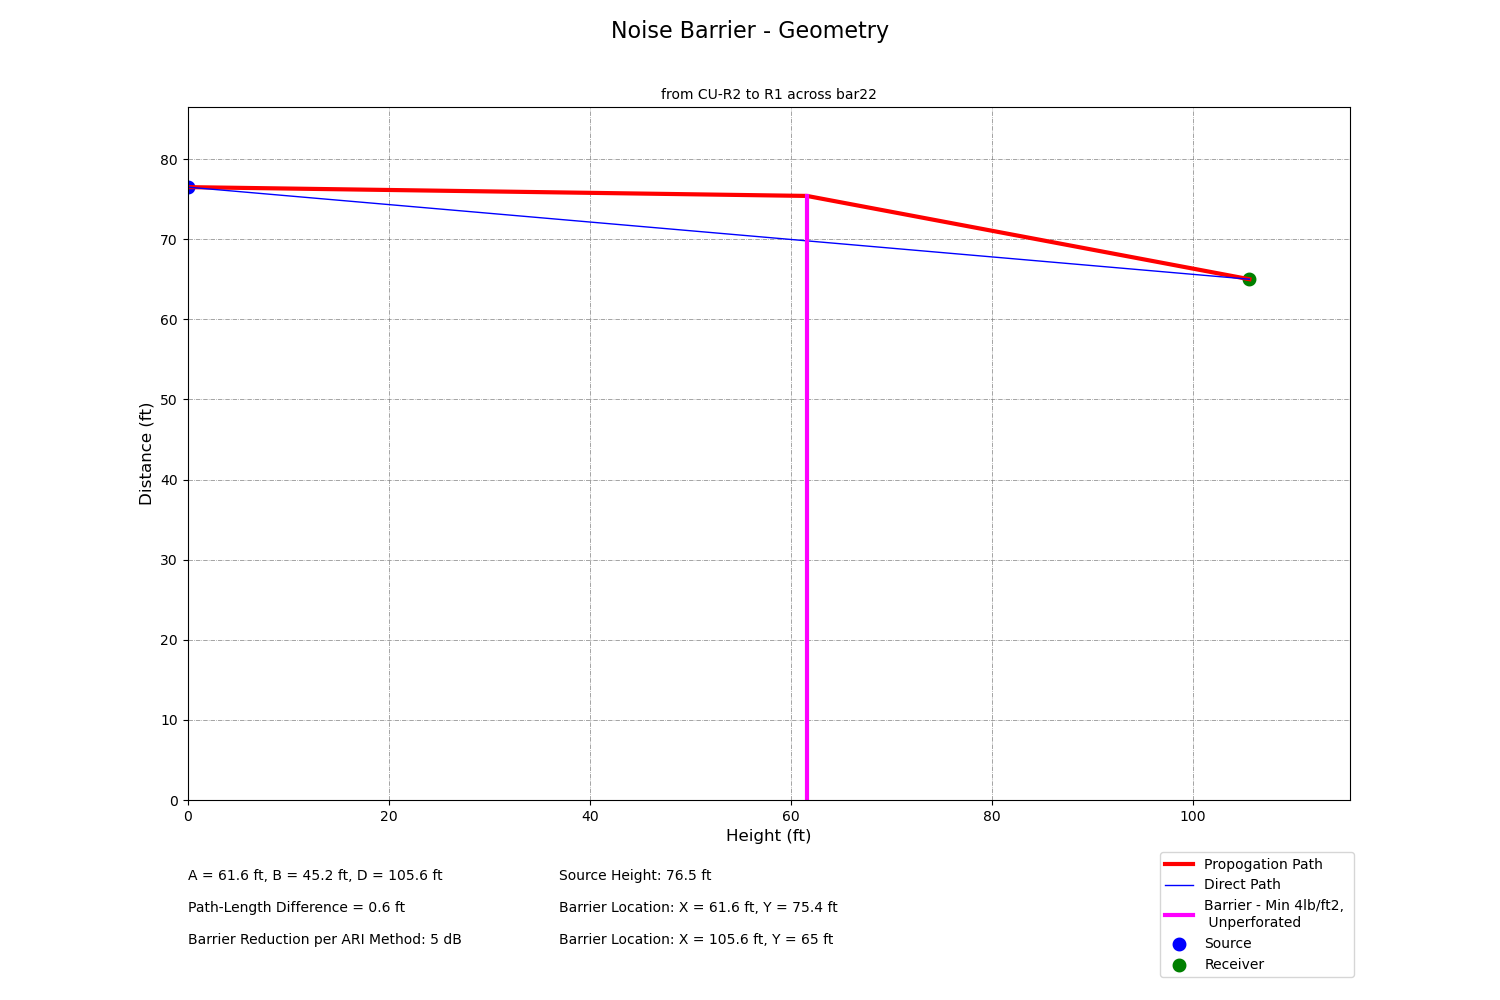 Noise Barrier - Geometry
from CU-R2 to R1 across bar22
80
70
60
50
40
30
20
10
0
Distance (ft)
0 20 40 60 80 100
Height (ft)
A = 61.6 ft, B = 45.2 ft, D = 105.6 ft
Path-Length Difference = 0.6 ft
Barrier Reduction per ARI Method: 5 dB
Source Height: 76.5 ft
Barrier Location: X = 61.6 ft, Y = 75.4 ft
Barrier Location: X = 105.6 ft, Y = 65 ft
Propogation Path
Direct Path
Barrier - Min 4lb/ft2,
Unperforated
Source
Receiver